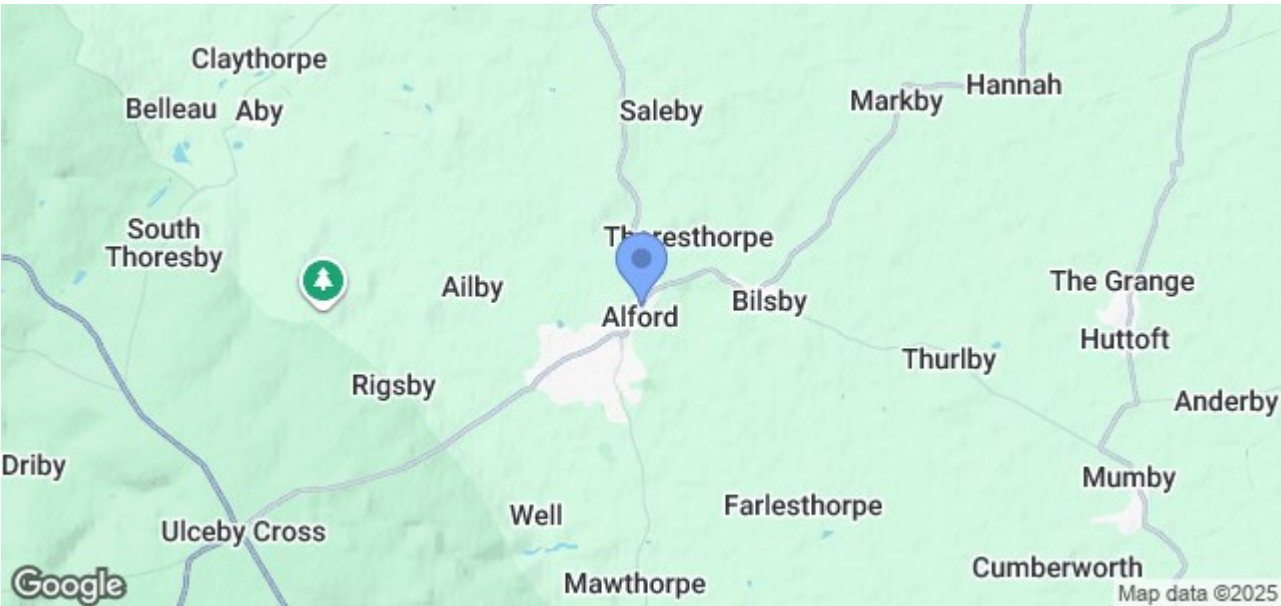 Claythorpe
Belleau
Aby
Saleby
Markby
Hannah
South
Thoresby
Thoresthorpe
Ailby
Alford
Bilsby
The Grange
Huttoft
Thurlby
Rigsby
Anderby
Driby
Mumby
Well
Farlesthorpe
Ulceby Cross
Cumberworth
Mawthorpe
Google
Map data ©2025